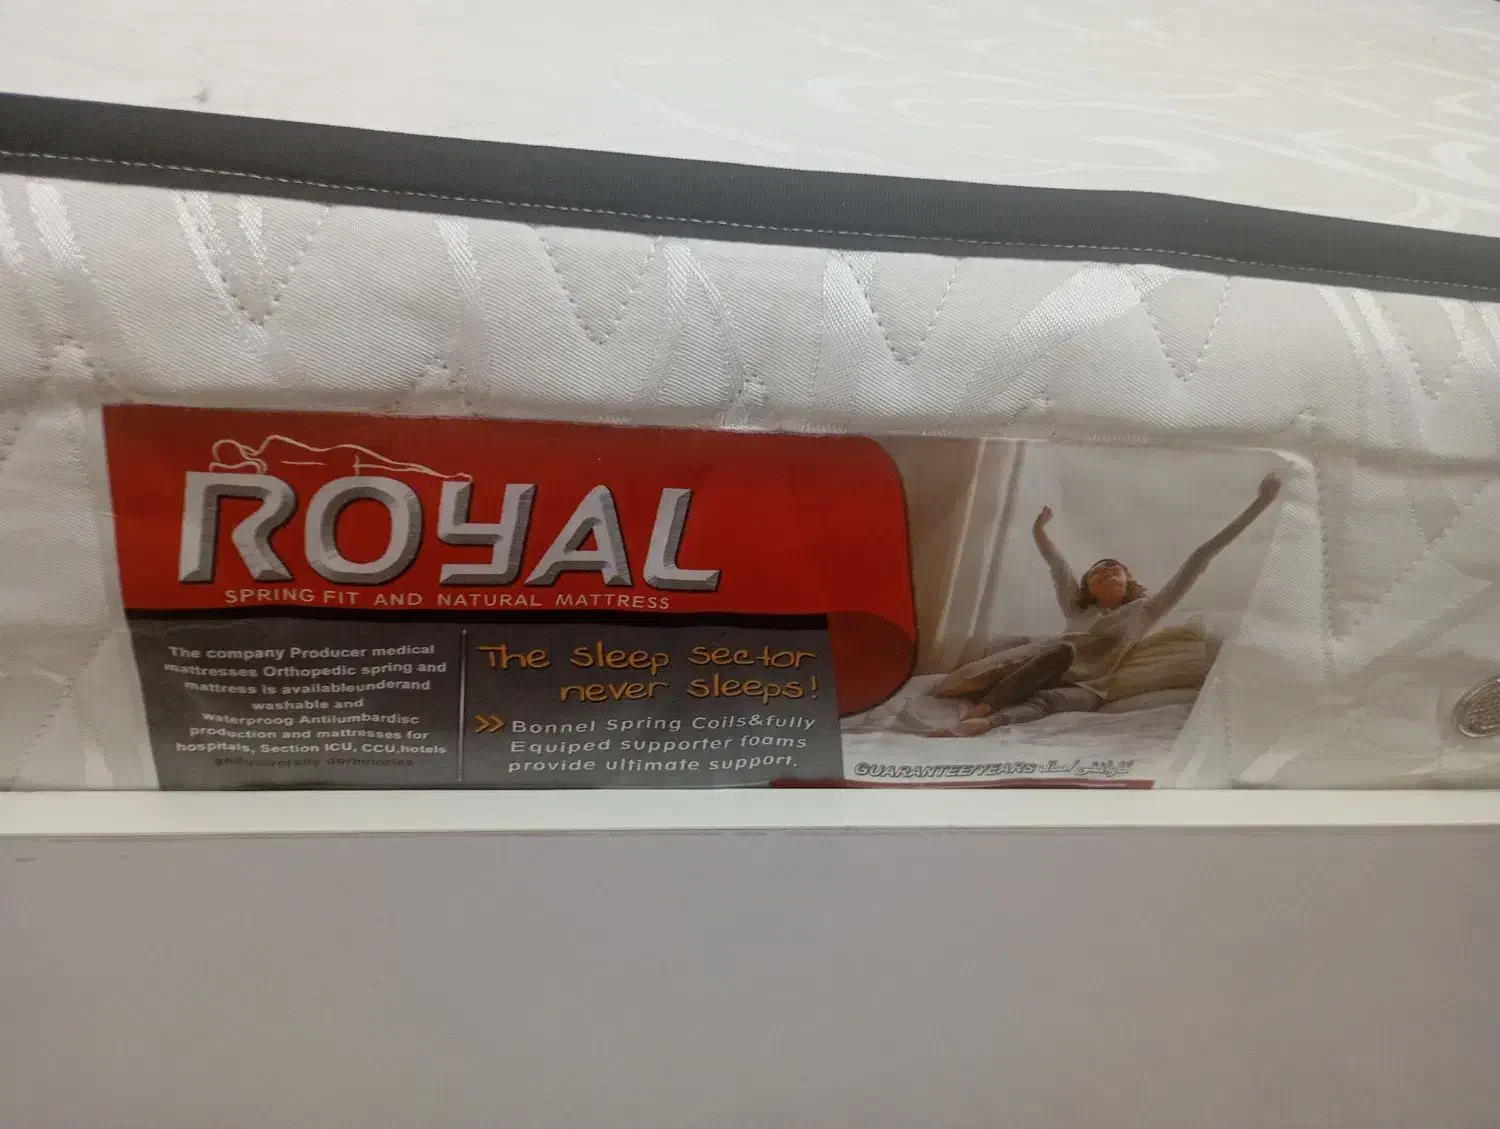 ROYAL
SPRING FIT AND NATURAL MATTRESS
The company Producer medical
mattresses Orthopedic spring and
mattress is availableunderand
washable and
waterproog Antilumbardisc
production and mattresses for
hospitals, Section ICU, CCU,hotels
anduniversity dormitories
The sleep sector
never sleeps!
Bonnel Spring Coils&fully
Equiped supporter foams
provide ultimate support.
GUARANTEE/YEARS گارانتی/سال